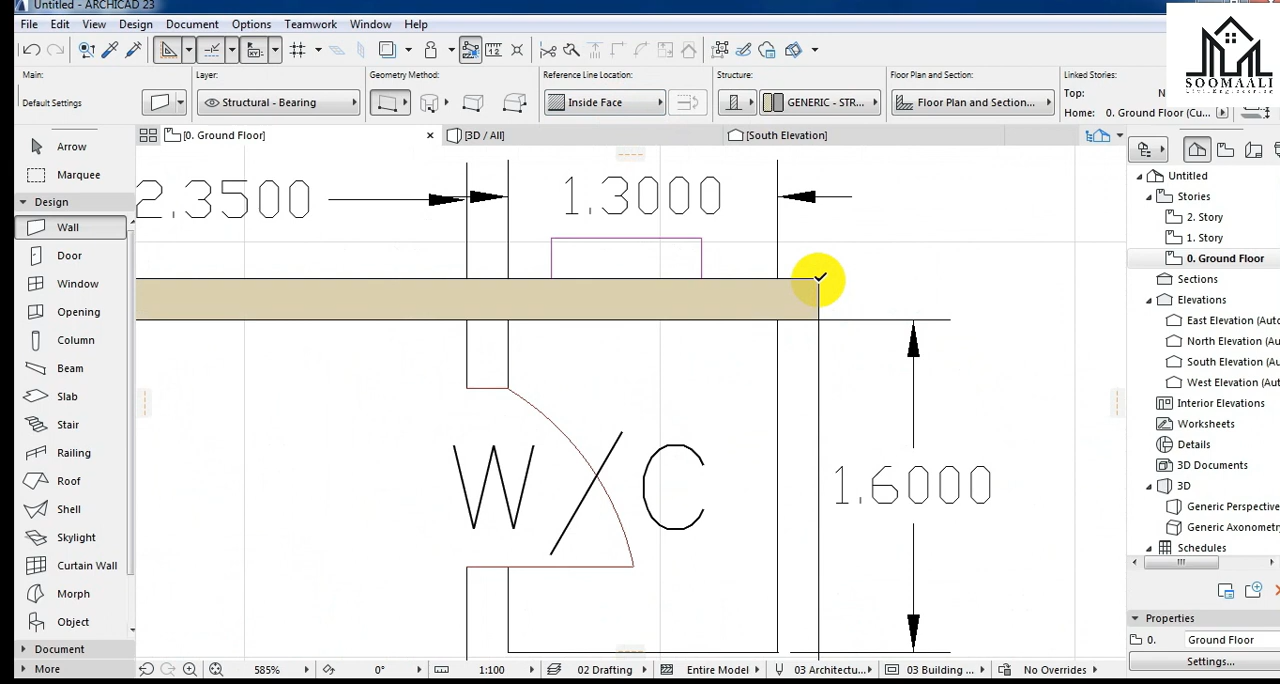 Untitled - ARCHICAD 23
File Edit View Design Document Options Teamwork Window Help
SOOMAALI
Main:
Layer:
Geometry Method:
Reference Line Location:
Structure:
Floor Plan and Section:
Linked Stories:
Default Settings
Structural - Bearing
Inside Face
GENERIC - STR...
Floor Plan and Section...
Top:
Home: 0. Ground Floor (Cu...
[0. Ground Floor]
[3D / All]
[South Elevation]
Arrow
Marquee
Design
Wall
Door
Window
Opening
Column
Beam
Slab
Stair
Railing
Roof
Shell
Skylight
Curtain Wall
Morph
Object
Document
More
2.3500
1.3000
W/C
1.6000
Untitled
Stories
2. Story
1. Story
0. Ground Floor
Sections
Elevations
East Elevation (Auto
North Elevation (Au
South Elevation (Aut
West Elevation (Aut
Interior Elevations
Worksheets
Details
3D Documents
3D
Generic Perspective
Generic Axonometry
Schedules
Properties
0. Ground Floor
Settings...
585%
0°
1:100
02 Drafting
Entire Model
03 Architectu...
03 Building ...
No Overrides